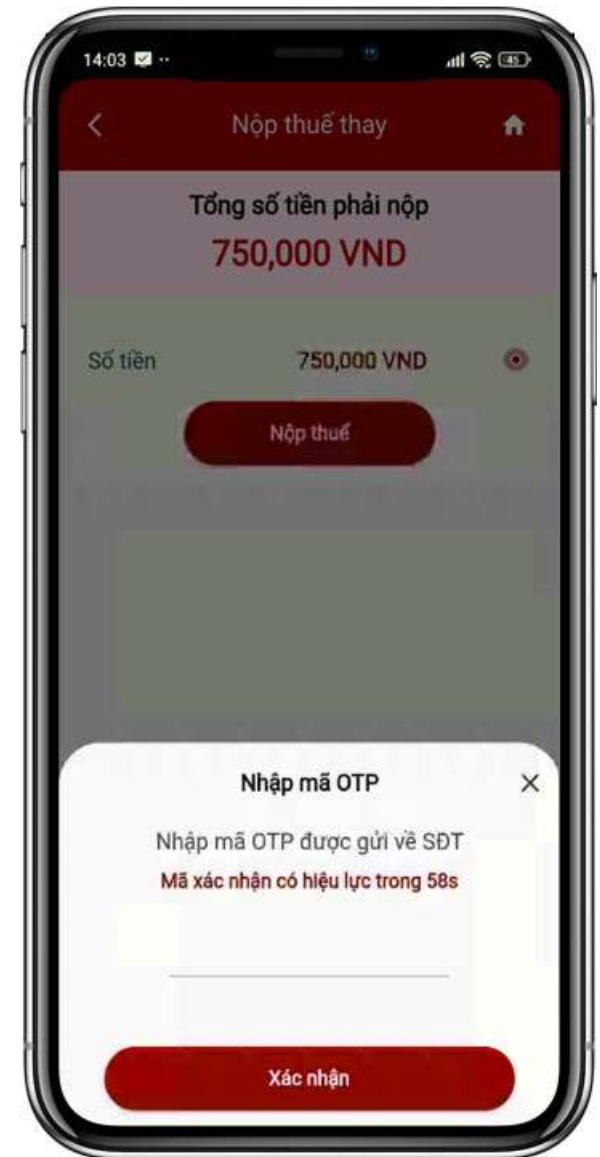 14:03
45
Nộp thuế thay
Tổng số tiền phải nộp
750,000 VND
Số tiền 750,000 VND
Nộp thuế
Nhập mã OTP
Nhập mã OTP được gửi về SĐT
Mã xác nhận có hiệu lực trong 58s
Xác nhận